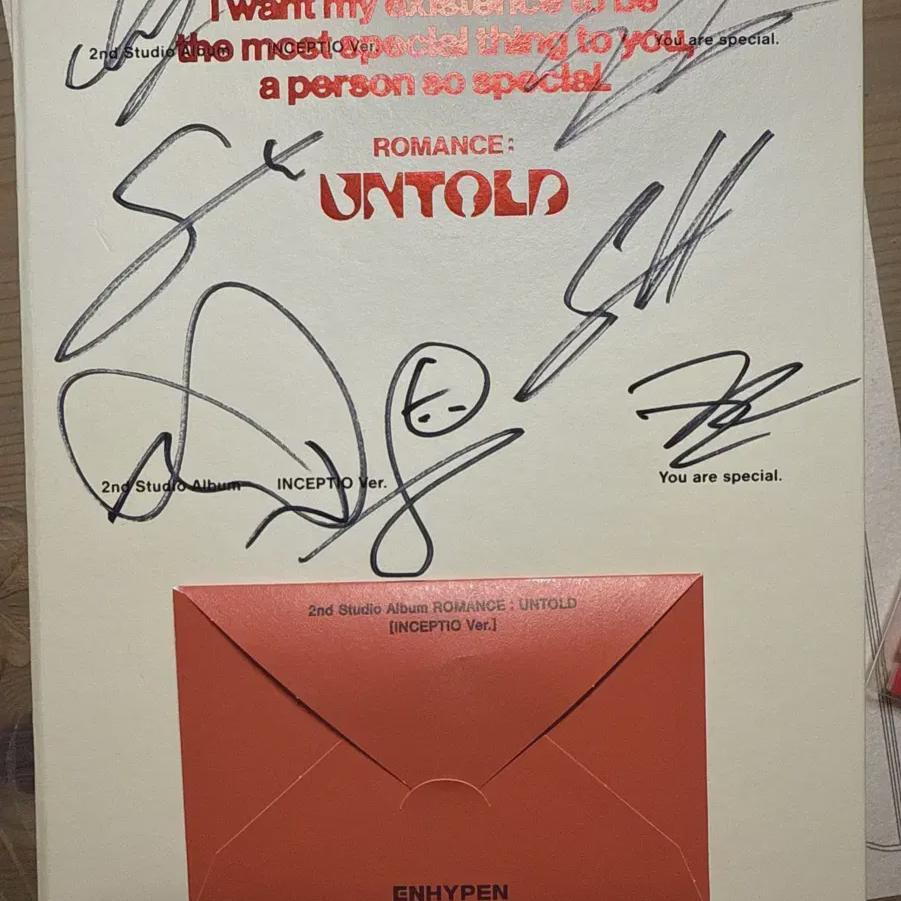 I want my existence to be
2nd Studio Album INCEPTIO Ver. You are special.
the most special thing to you,
a person so special.
ROMANCE :
UNTOLD
2nd Studio Album INCEPTIO Ver. You are special.
2nd Studio Album ROMANCE : UNTOLD
[INCEPTIO Ver.]
ENHYPEN